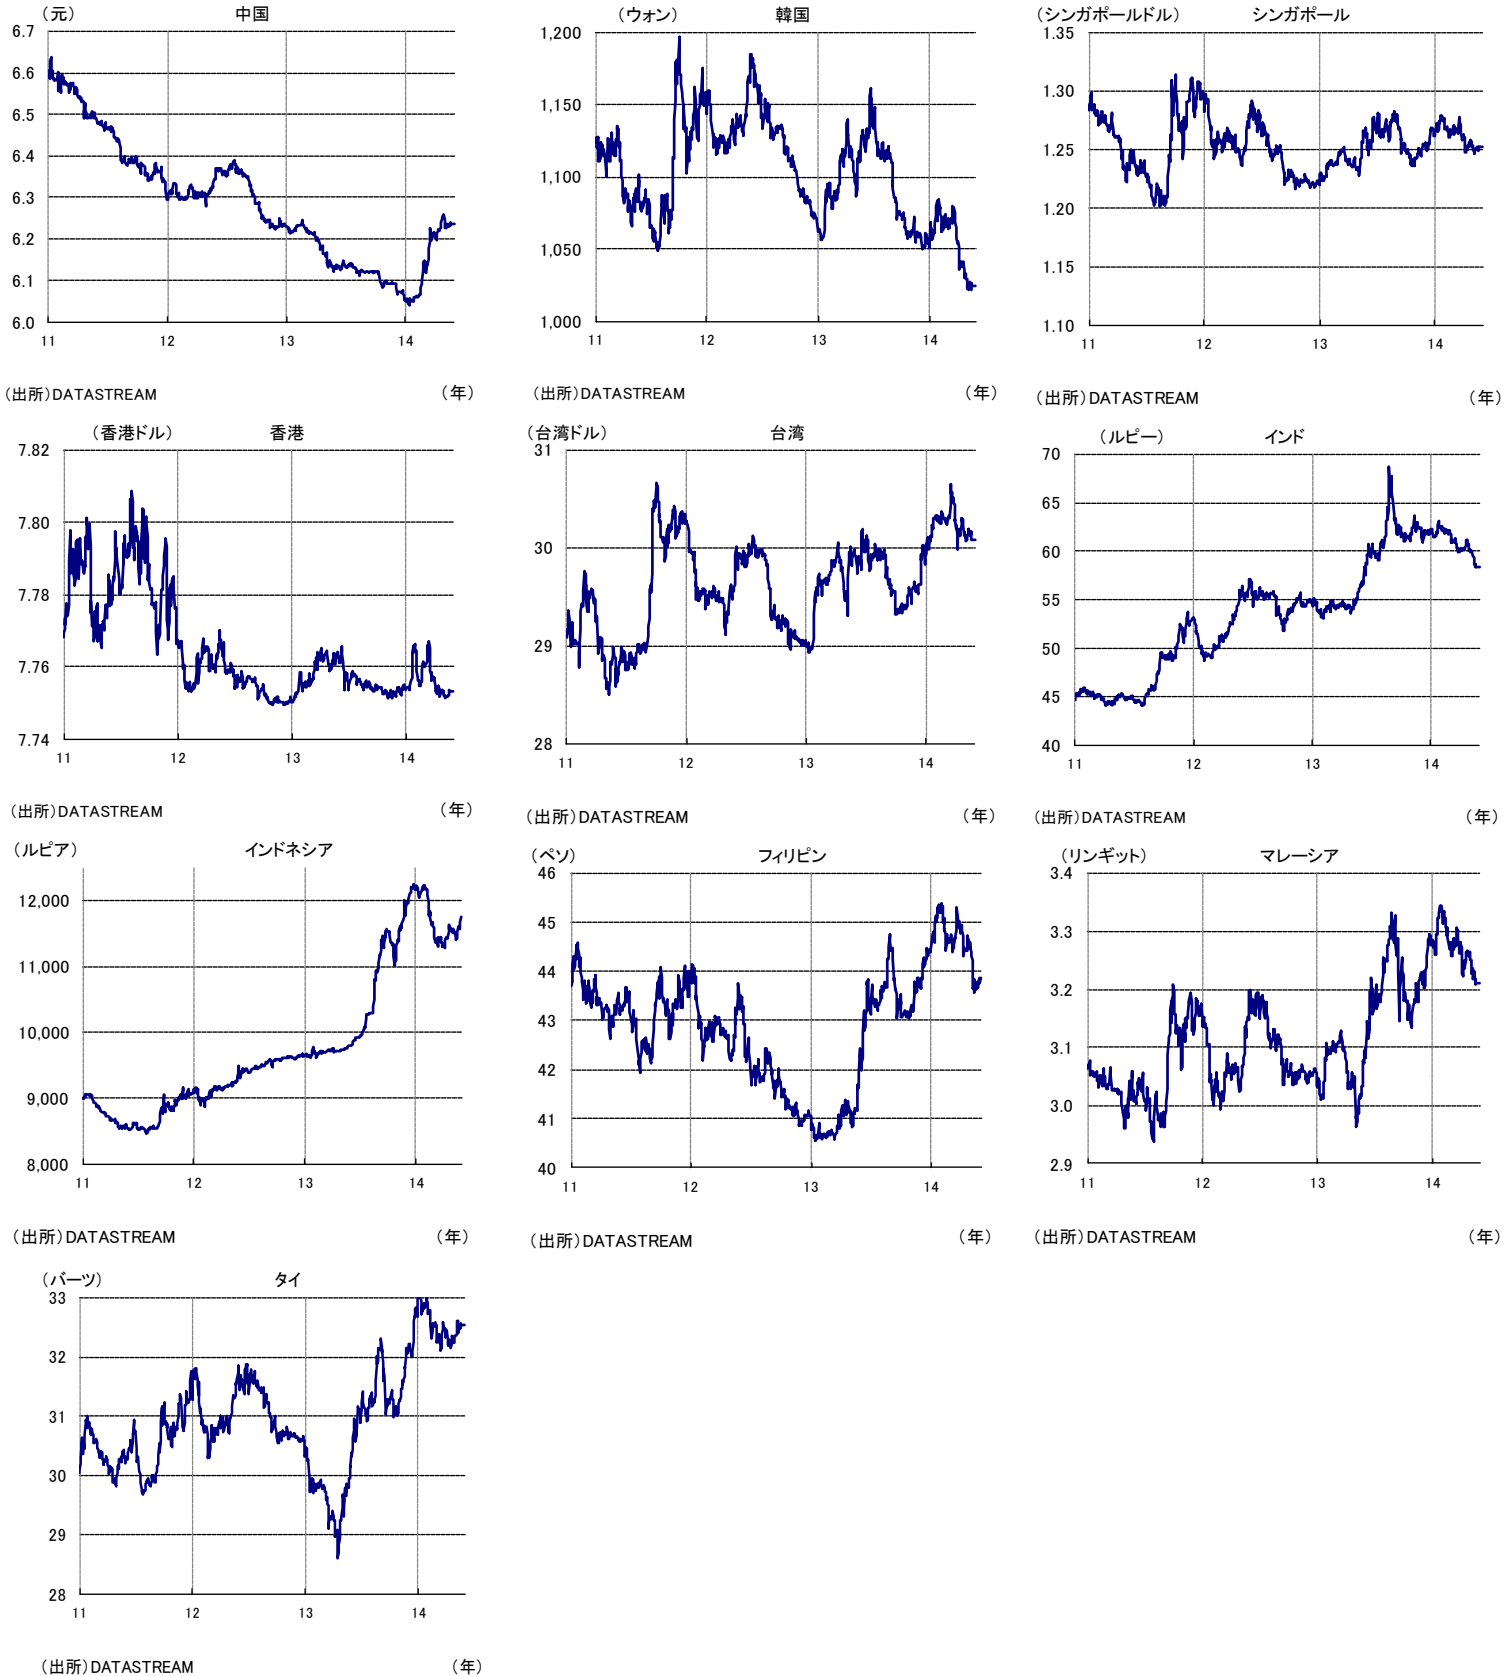 （元） 中国
6.7
6.6
6.5
6.4
6.3
6.2
6.1
6.0
11 12 13 14
（出所）DATASTREAM （年）
（ウォン） 韓国
1,200
1,150
1,100
1,050
1,000
11 12 13 14
（出所）DATASTREAM （年）
（シンガポールドル） シンガポール
1.35
1.30
1.25
1.20
1.15
1.10
11 12 13 14
（出所）DATASTREAM （年）
（香港ドル） 香港
7.82
7.80
7.78
7.76
7.74
11 12 13 14
（出所）DATASTREAM （年）
（台湾ドル） 台湾
31
30
29
28
11 12 13 14
（出所）DATASTREAM （年）
（ルピー） インド
70
65
60
55
50
45
40
11 12 13 14
（出所）DATASTREAM （年）
（ルピア） インドネシア
12,000
11,000
10,000
9,000
8,000
11 12 13 14
（出所）DATASTREAM （年）
（ペソ） フィリピン
46
45
44
43
42
41
40
11 12 13 14
（出所）DATASTREAM （年）
（リンギット） マレーシア
3.4
3.3
3.2
3.1
3.0
2.9
11 12 13 14
（出所）DATASTREAM （年）
（バーツ） タイ
33
32
31
30
29
28
11 12 13 14
（出所）DATASTREAM （年）